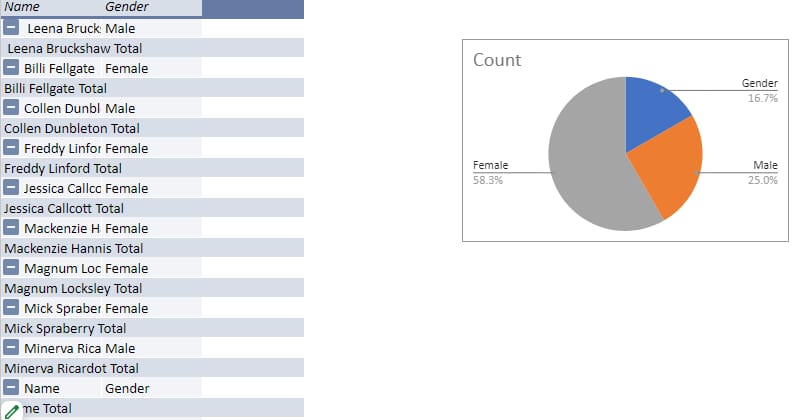 Name Gender
Leena Bruck Male
Leena Bruckshaw Total
Billi Fellgate Female
Billi Fellgate Total
Collen Dunbl Male
Collen Dunbleton Total
Freddy Linfor Female
Freddy Linford Total
Jessica Callcc Female
Jessica Callcott Total
Mackenzie H Female
Mackenzie Hannis Total
Magnum Loc Female
Magnum Locksley Total
Mick Spraber Female
Mick Spraberry Total
Minerva Rica Male
Minerva Ricardot Total
Name Gender
me Total
Count
Gender
16.7%
Female
58.3%
Male
25.0%